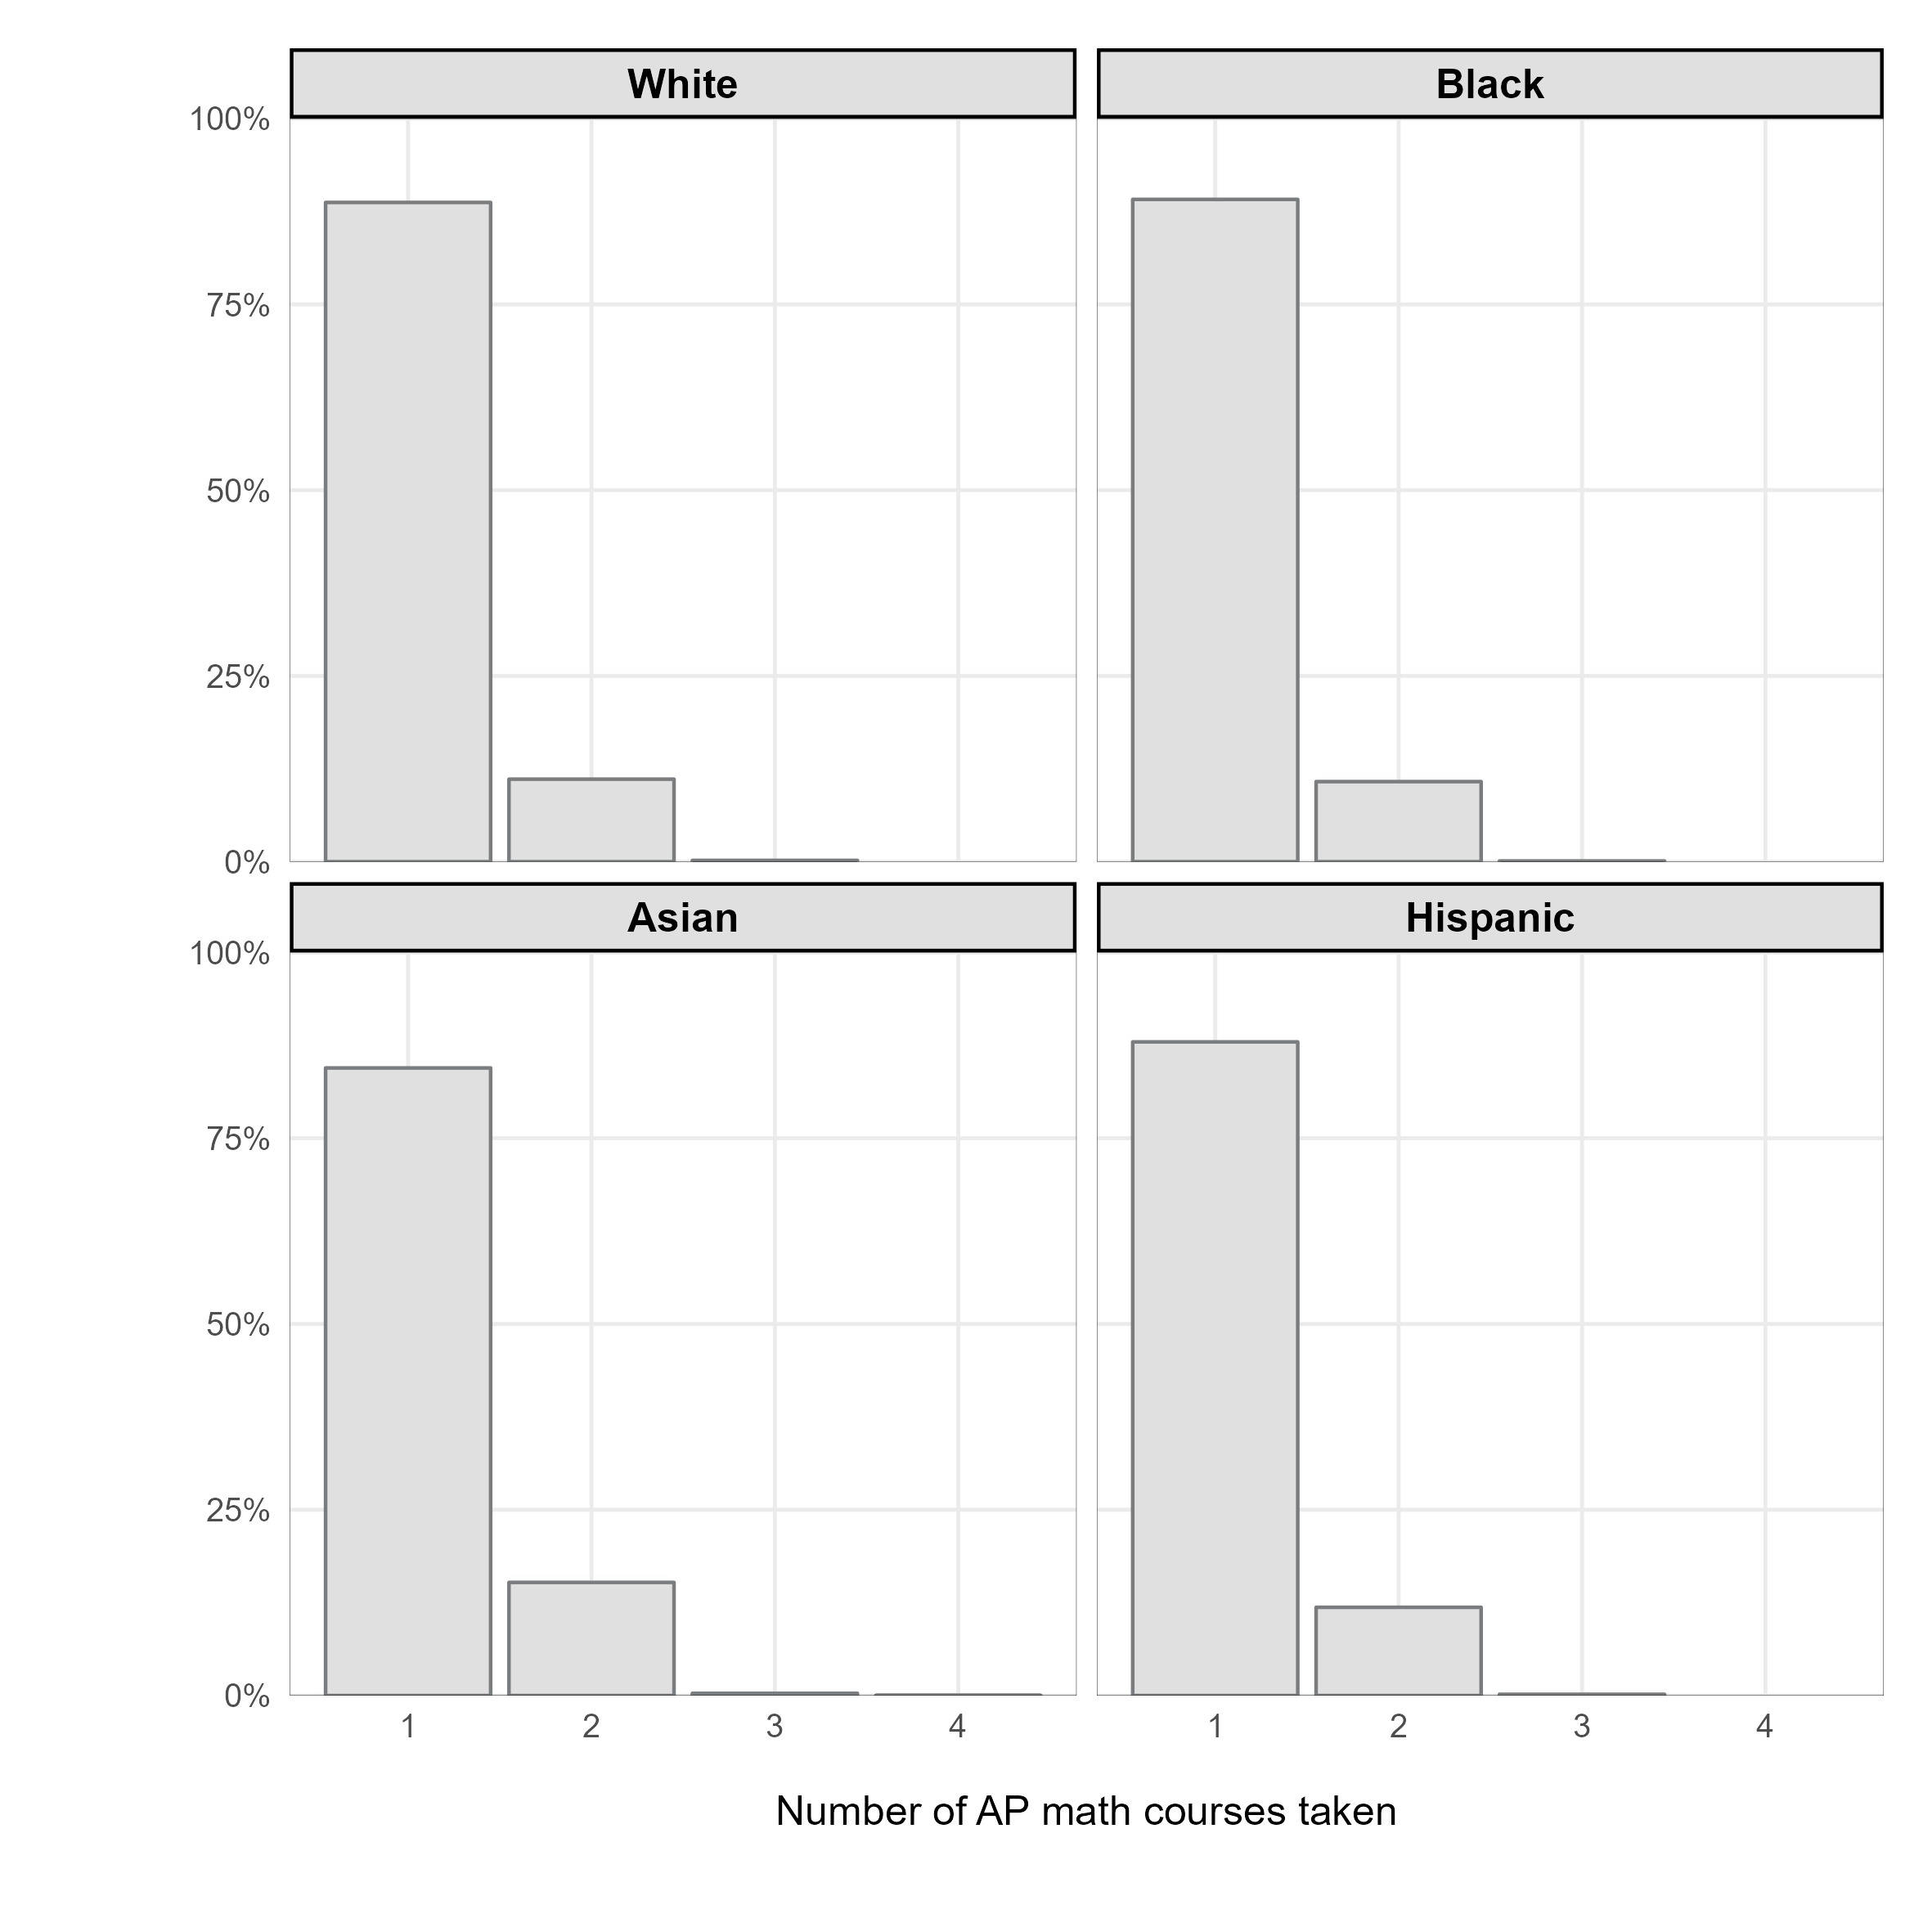 White
Black
100%
75%
50%
25%
0%
Asian
Hispanic
100%
75%
50%
25%
0%
1 2 3 4
1 2 3 4
Number of AP math courses taken